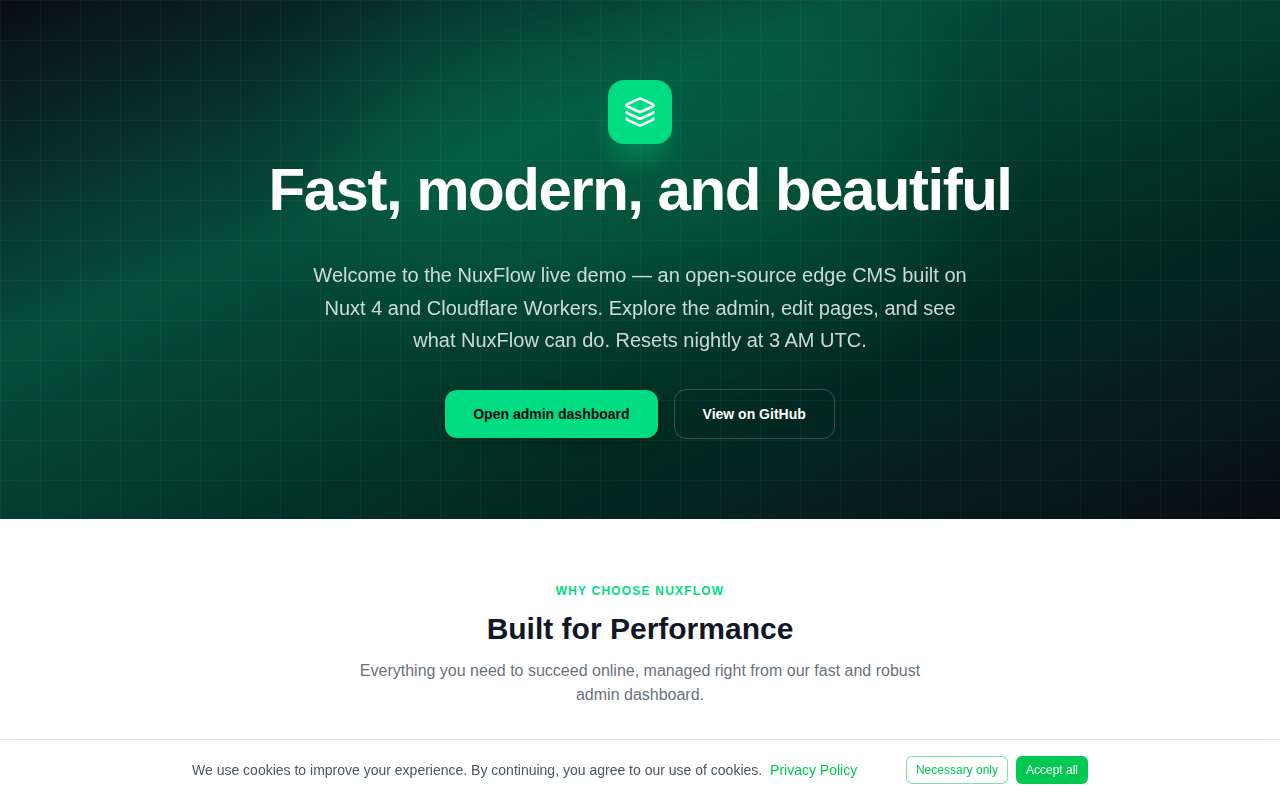 Fast, modern, and beautiful
Welcome to the NuxFlow live demo — an open-source edge CMS built on
Nuxt 4 and Cloudflare Workers. Explore the admin, edit pages, and see
what NuxFlow can do. Resets nightly at 3 AM UTC.
Open admin dashboard
View on GitHub
WHY CHOOSE NUXFLOW
Built for Performance
Everything you need to succeed online, managed right from our fast and robust
admin dashboard.
We use cookies to improve your experience. By continuing, you agree to our use of cookies. Privacy Policy
Necessary only
Accept all